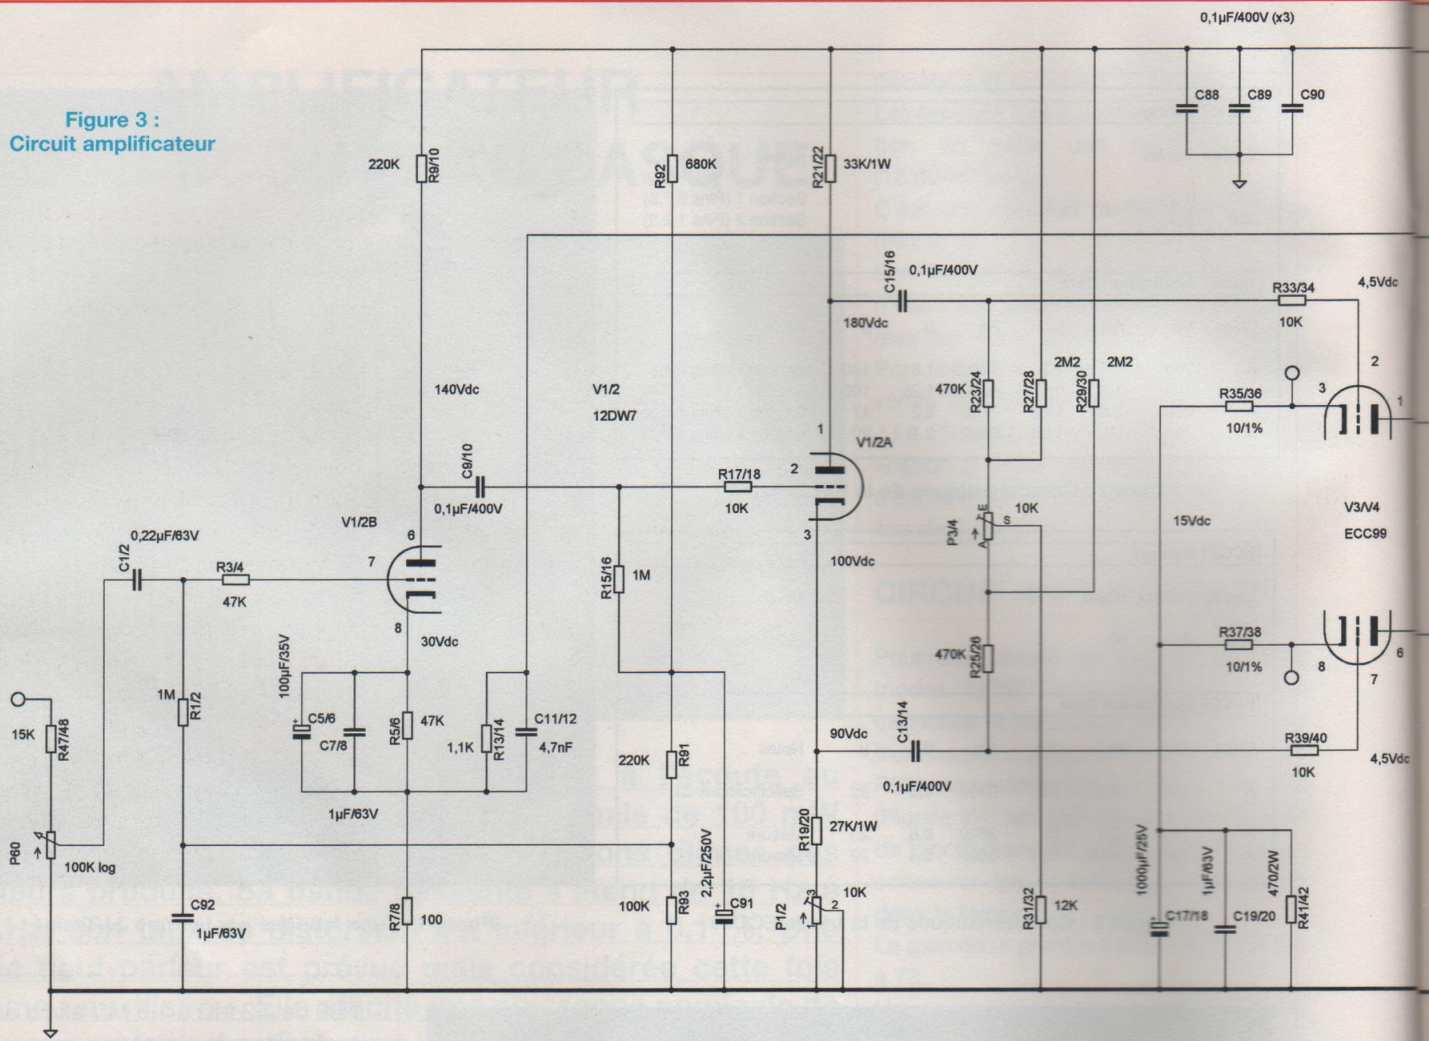 0,1µF/400V (x3)
Figure 3 :
Circuit amplificateur
C88
C89
C90
220K
R9/10
R92
680K
R21/22
33K/1W
C15/16
0,1µF/400V
R33/34
10K
4,5Vdc
180Vdc
2
140Vdc
V1/2
12DW7
470K
R23/24
2M2
R27/28
2M2
R29/30
3
1
R35/36
10/1%
1
V1/2A
C9/10
0,1µF/400V
R17/18
10K
2
3
100Vdc
P3/4
E
10K
S
A
15Vdc
V3/V4
ECC99
V1/2B
6
7
8
0,22µF/63V
C1/2
R3/4
47K
30Vdc
R15/16
1M
R37/38
10/1%
8
6
7
470K
R25/26
1M
R1/2
100µF/35V
C5/6
C7/8
R5/6
47K
1,1K
R13/14
C11/12
4,7nF
1µF/63V
15K
R47/48
220K
R91
90Vdc
C13/14
0,1µF/400V
R39/40
10K
4,5Vdc
R19/20
27K/1W
P60
100K log
C92
1µF/63V
R7/8
100
100K
R93
2,2µF/250V
C91
P1/2
10K
2
R31/32
12K
1000µF/25V
C17/18
1µF/63V
C19/20
470/2W
R41/42